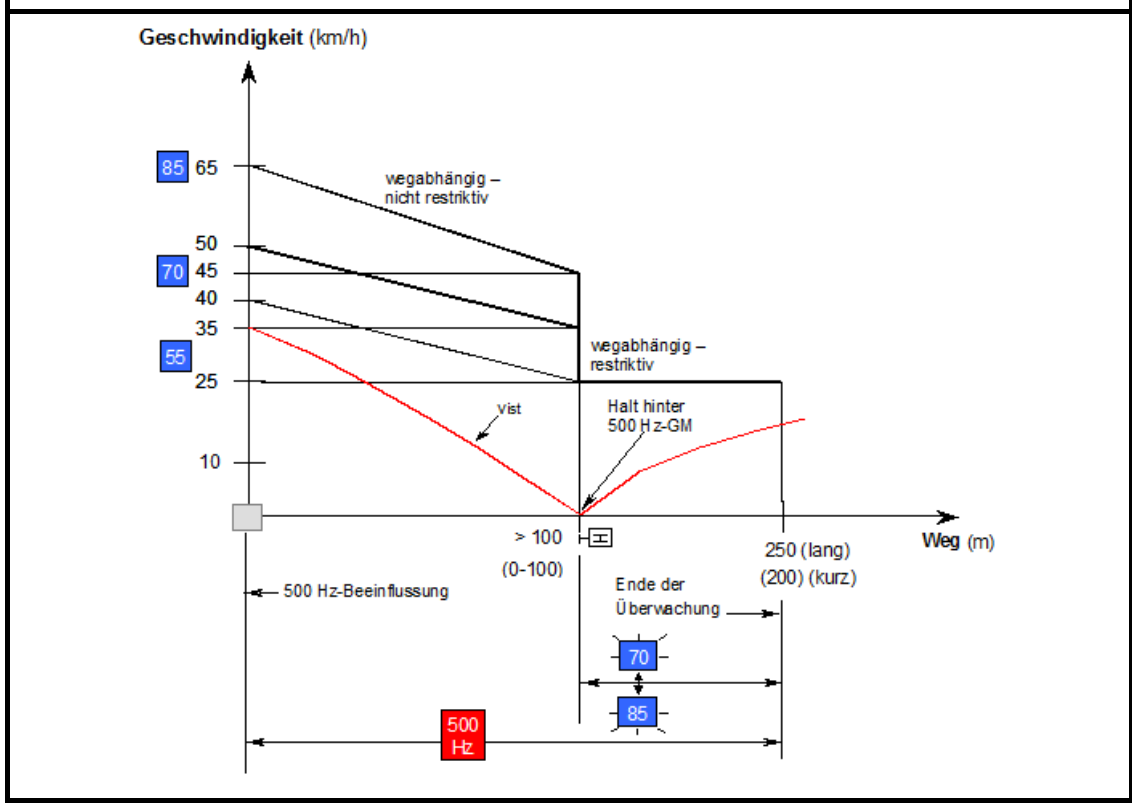 Geschwindigkeit (km/h)
85 65
wegabhängig –
nicht restriktiv
50
70 45
40
35
wegabhängig –
restriktiv
55
25
vist
Halt hinter
500 Hz-GM
10
> 100
H
Weg (m)
(0-100)
250 (lang)
(200) (kurz)
500 Hz-Beeinflussung
Ende der
Überwachung
70
85
500
Hz